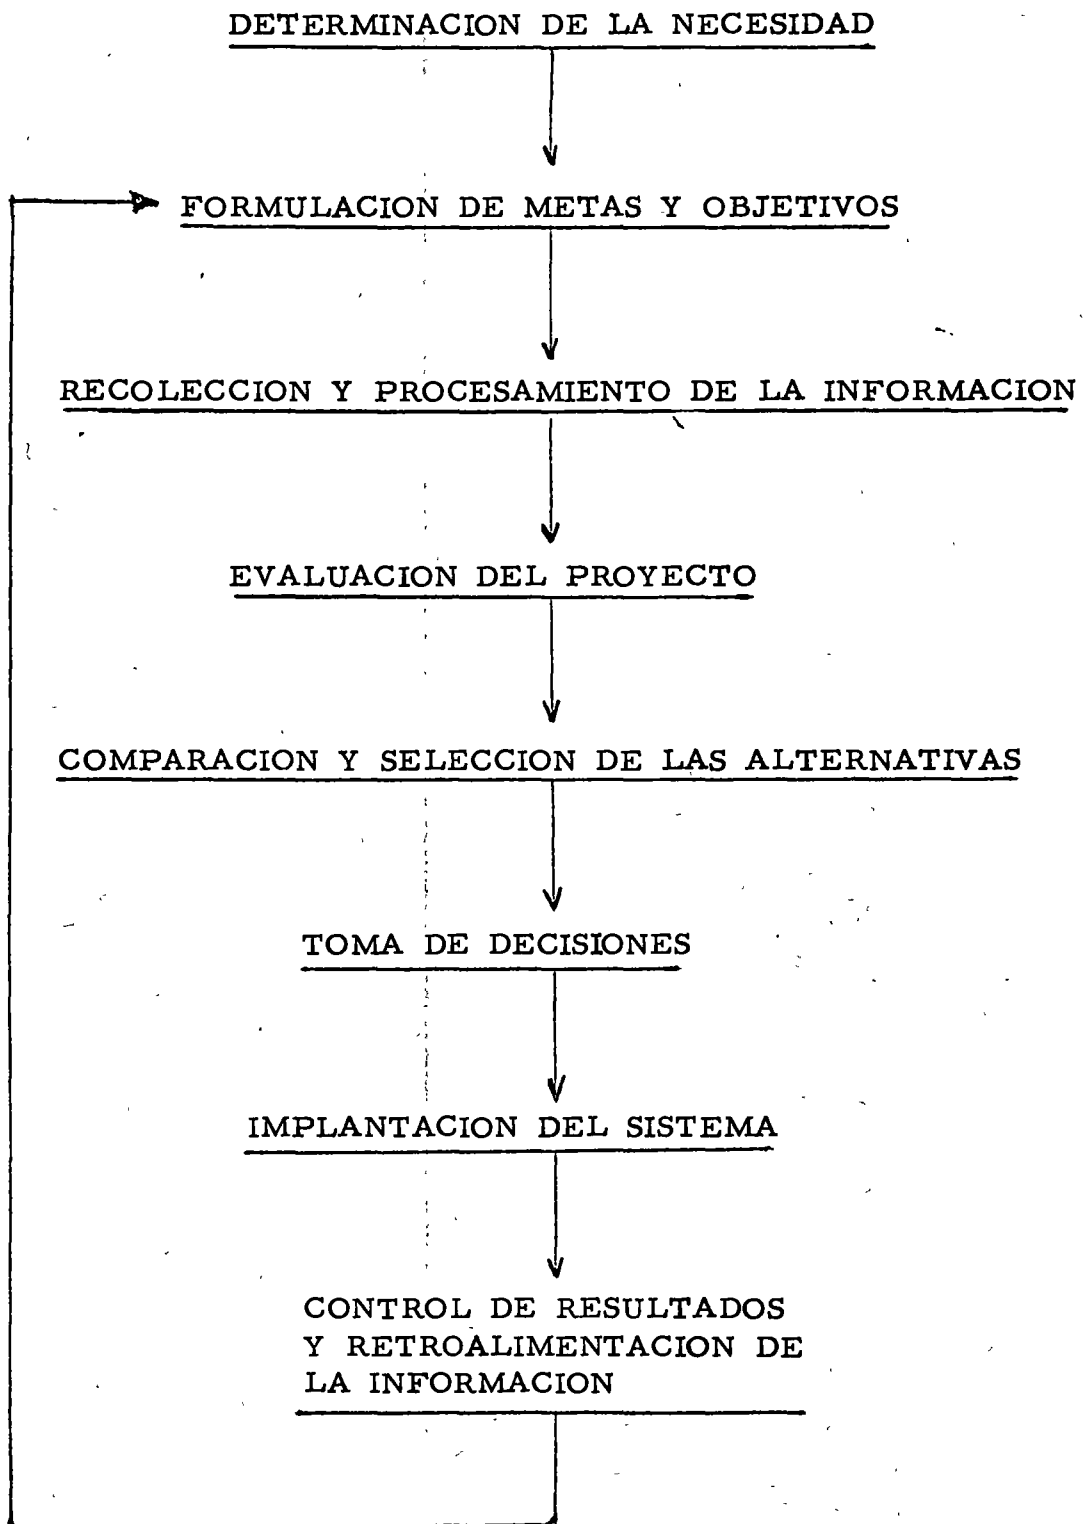 DETERMINACION DE LA NECESIDAD
FORMULACION DE METAS Y OBJETIVOS
RECOLECCION Y PROCESAMIENTO DE LA INFORMACION
EVALUACION DEL PROYECTO
COMPARACION Y SELECCION DE LAS ALTERNATIVAS
TOMA DE DECISIONES
IMPLANTACION DEL SISTEMA
CONTROL DE RESULTADOS
Y RETROALIMENTACION DE
LA INFORMACION